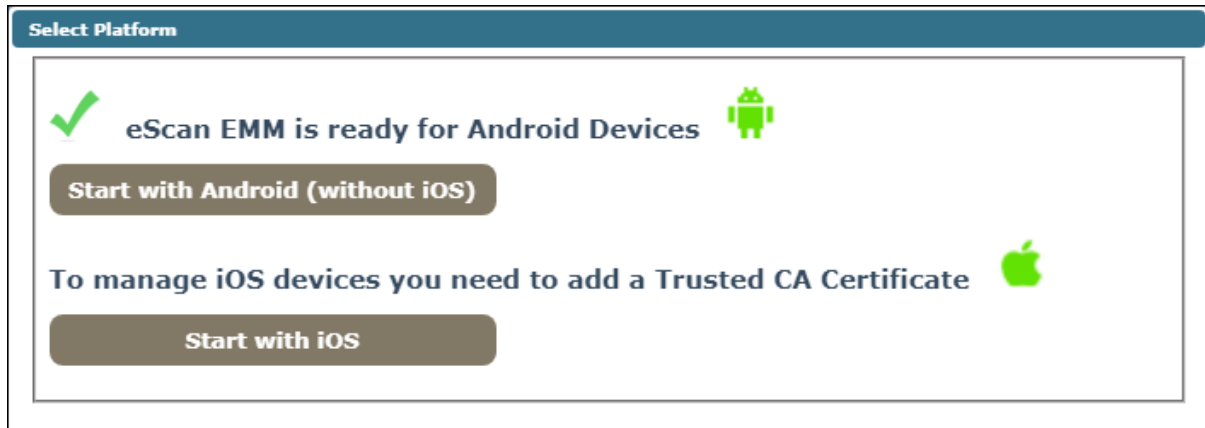 Select Platform
eScan EMM is ready for Android Devices
Start with Android (without iOS)
To manage iOS devices you need to add a Trusted CA Certificate
Start with iOS